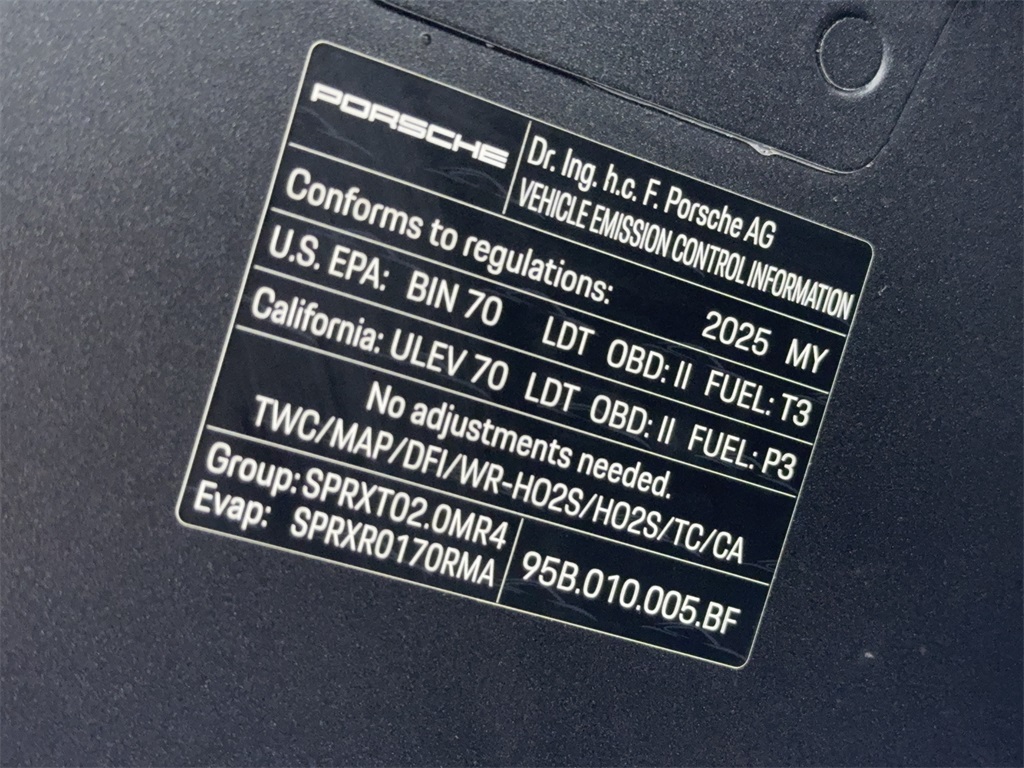 PORSCHE
Dr. Ing. h.c. F. Porsche AG
VEHICLE EMISSION CONTROL INFORMATION
Conforms to regulations: 2025 MY
U.S. EPA: BIN 70 LDT OBD: II FUEL: T3
California: ULEV 70 LDT OBD: II FUEL: P3
No adjustments needed.
TWC/MAP/DFI/WR-HO2S/HO2S/TC/CA
Group: SPRXT02.0MR4
Evap: SPRXR0170RMA
95B.010.005.BF